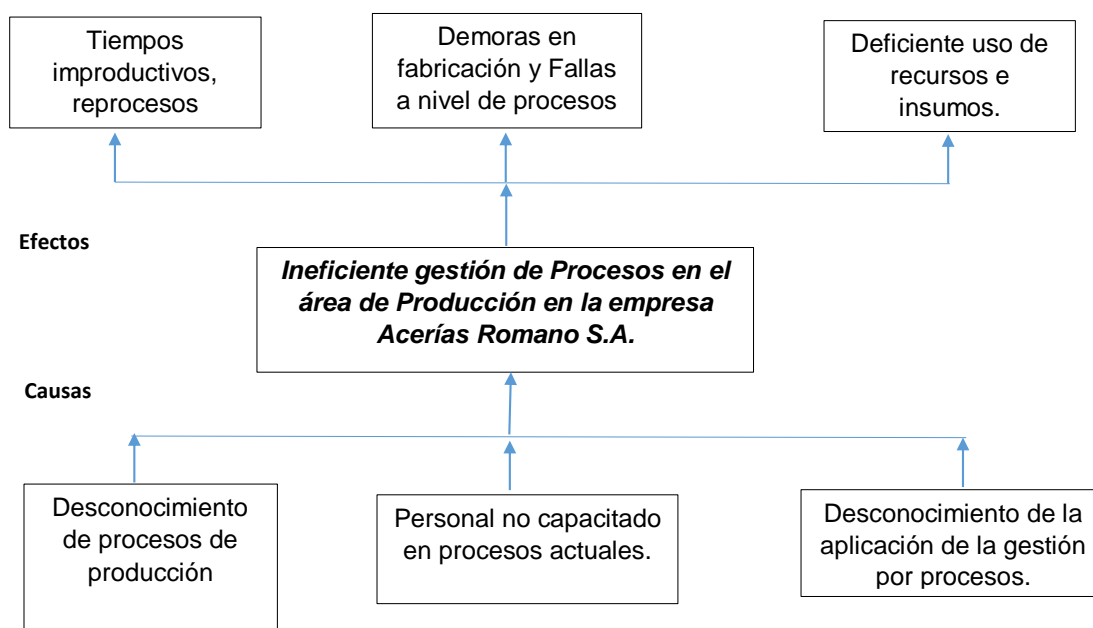 Tiempos
improductivos,
reprocesos
Demoras en
fabricación y Fallas
a nivel de procesos
Deficiente uso de
recursos e
insumos.
Efectos
Ineficiente gestión de Procesos en el
área de Producción en la empresa
Acerías Romano S.A.
Causas
Desconocimiento
de procesos de
producción
Personal no capacitado
en procesos actuales.
Desconocimiento de la
aplicación de la gestión
por procesos.